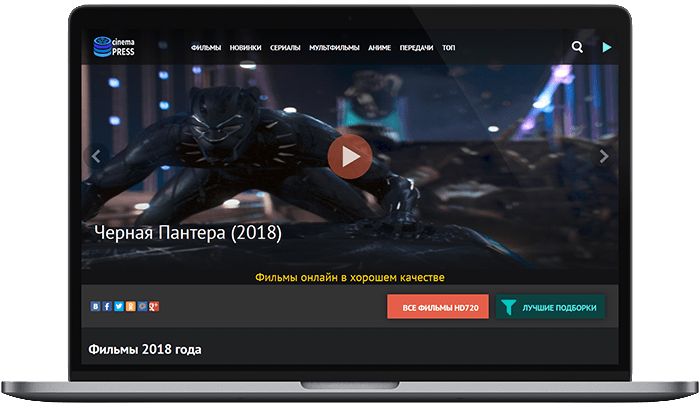 cinema
PRESS
ФИЛЬМЫ НОВИНКИ СЕРИАЛЫ МУЛЬТФИЛЬМЫ АНИМЕ ПЕРЕДАЧИ ТОП
Черная Пантера (2018)
Фильмы онлайн в хорошем качестве
ВСЕ ФИЛЬМЫ HD720
ЛУЧШИЕ ПОДБОРКИ
Фильмы 2018 года